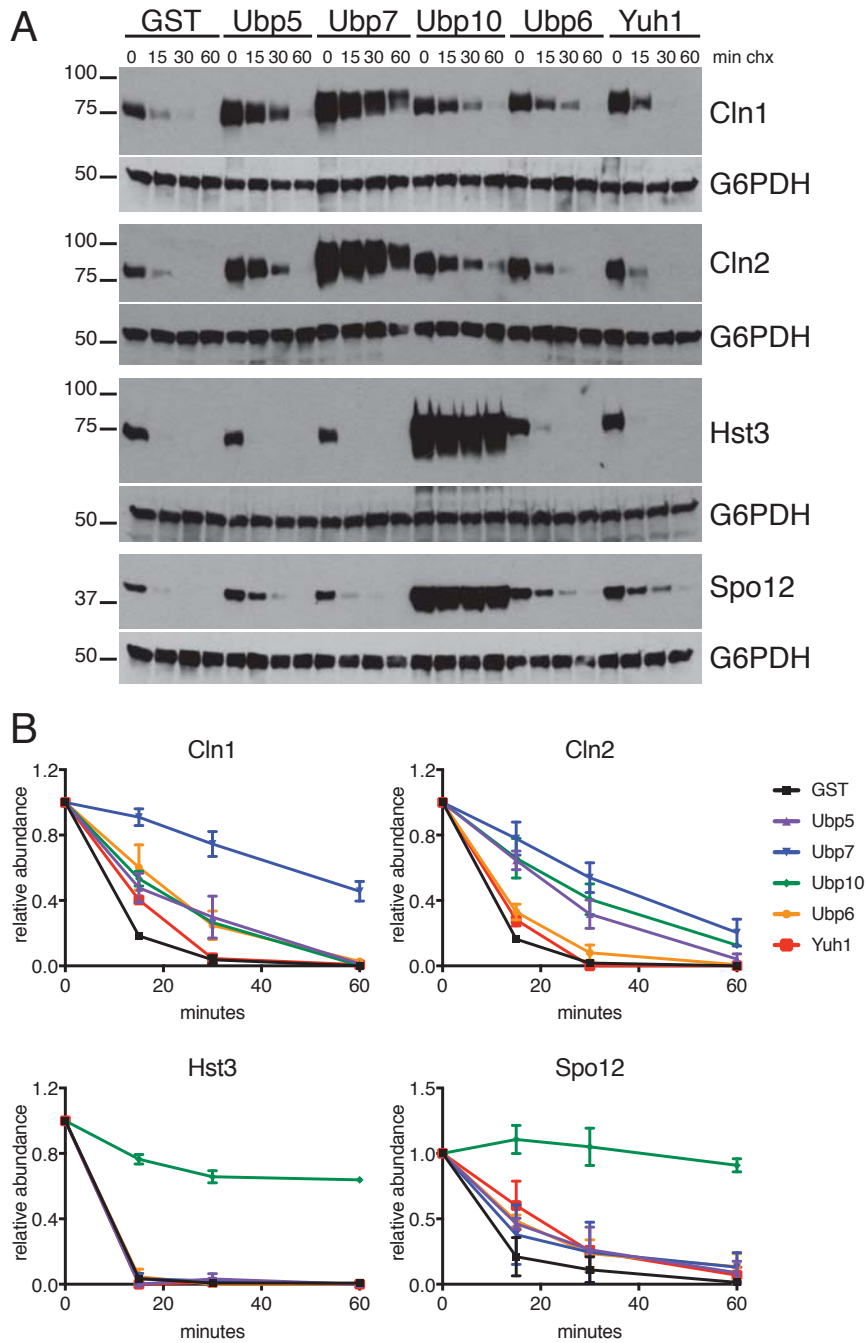 A
GST Ubp5 Ubp7 Ubp10 Ubp6 Yuh1
0 15 30 60 0 15 30 60 0 15 30 60 0 15 30 60 0 15 30 60 0 15 30 60 min chx
100
75
Cln1
50
G6PDH
100
75
Cln2
50
G6PDH
100
75
Hst3
50
G6PDH
37
Spo12
50
G6PDH
B
Cln1
relative abundance
1.2
0.8
0.4
0.0
0 20 40 60
minutes
Cln2
relative abundance
1.2
0.8
0.4
0.0
0 20 40 60
minutes
GST
Ubp5
Ubp7
Ubp10
Ubp6
Yuh1
Hst3
relative abundance
1.2
0.8
0.4
0.0
0 20 40 60
minutes
Spo12
relative abundance
1.5
1.0
0.5
0.0
0 20 40 60
minutes